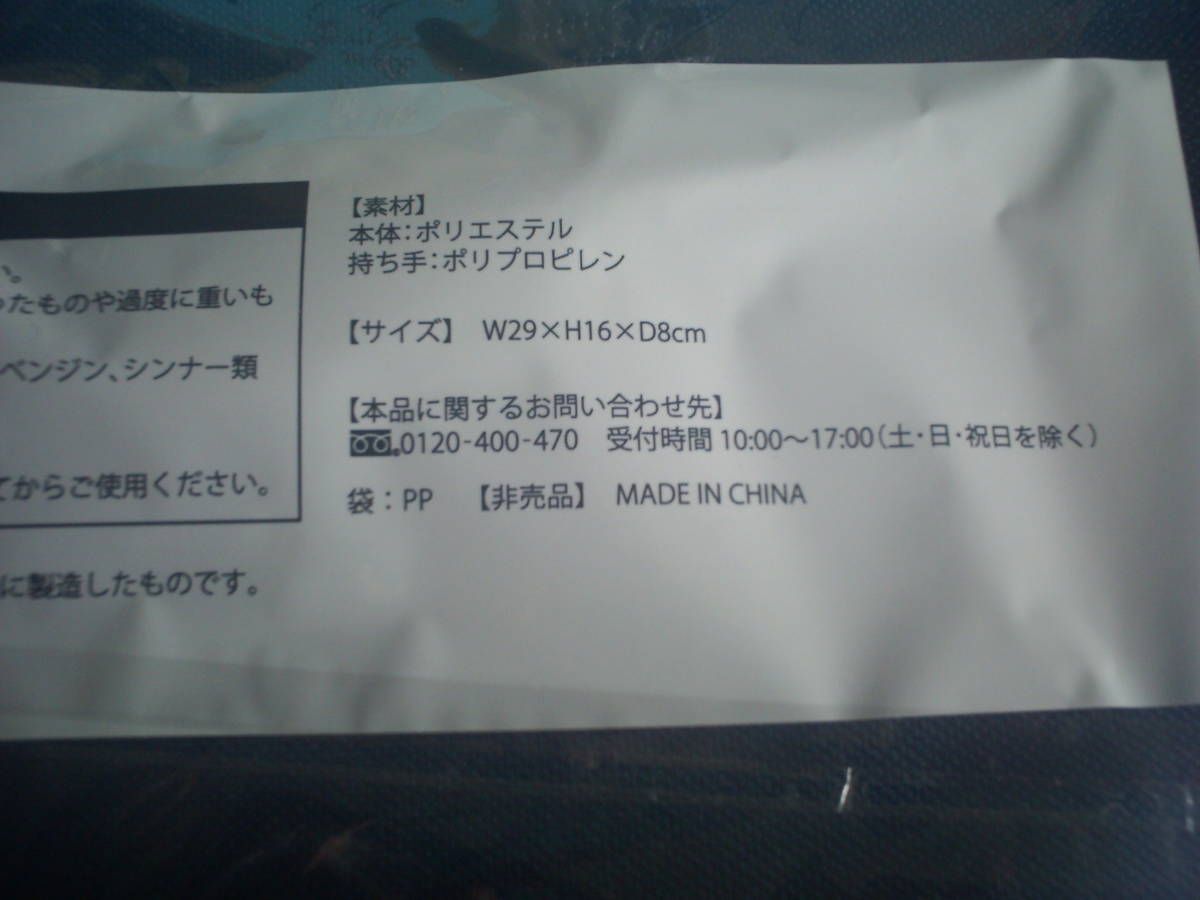 い。
ったものや過度に重いも
ベンジン、シンナー類
てからご使用ください。
に製造したものです。
【素材】
本体：ポリエステル
持ち手：ポリプロピレン
【サイズ】 W29×H16×D8cm
【本品に関するお問い合わせ先】
0120-400-470 受付時間 10:00～17:00（土・日・祝日を除く）
袋：PP 【非売品】 MADE IN CHINA